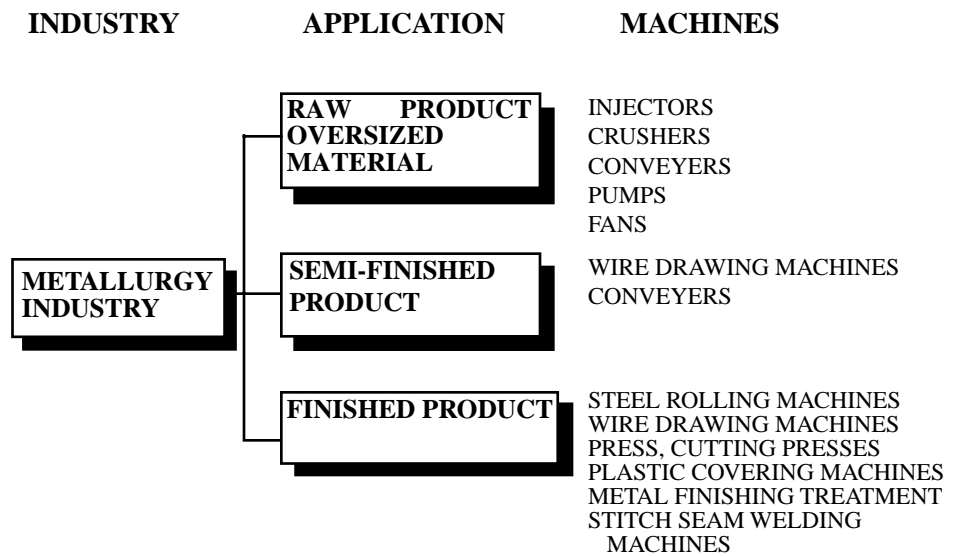 INDUSTRY APPLICATION MACHINES
RAW PRODUCT
OVERSIZED
MATERIAL
INJECTORS
CRUSHERS
CONVEYERS
PUMPS
FANS
METALLURGY
INDUSTRY
SEMI-FINISHED
PRODUCT
WIRE DRAWING MACHINES
CONVEYERS
FINISHED PRODUCT
STEEL ROLLING MACHINES
WIRE DRAWING MACHINES
PRESS, CUTTING PRESSES
PLASTIC COVERING MACHINES
METAL FINISHING TREATMENT
STITCH SEAM WELDING
MACHINES